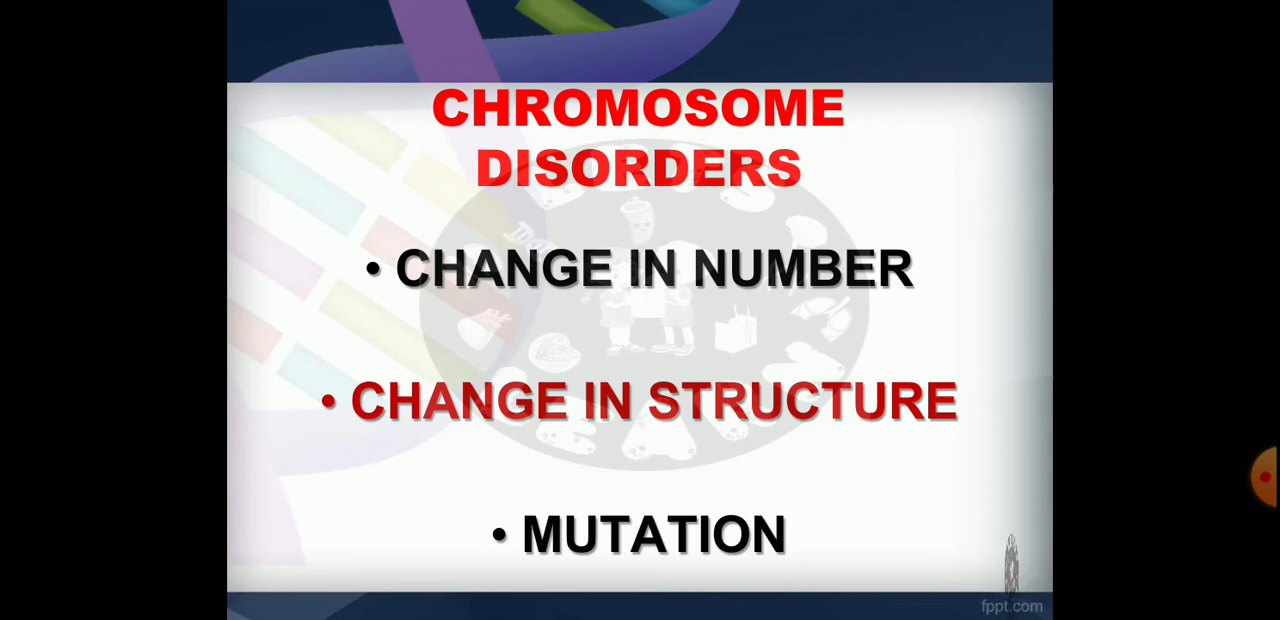 CHROMOSOME
DISORDERS
• CHANGE IN NUMBER
• CHANGE IN STRUCTURE
• MUTATION
fppt.com